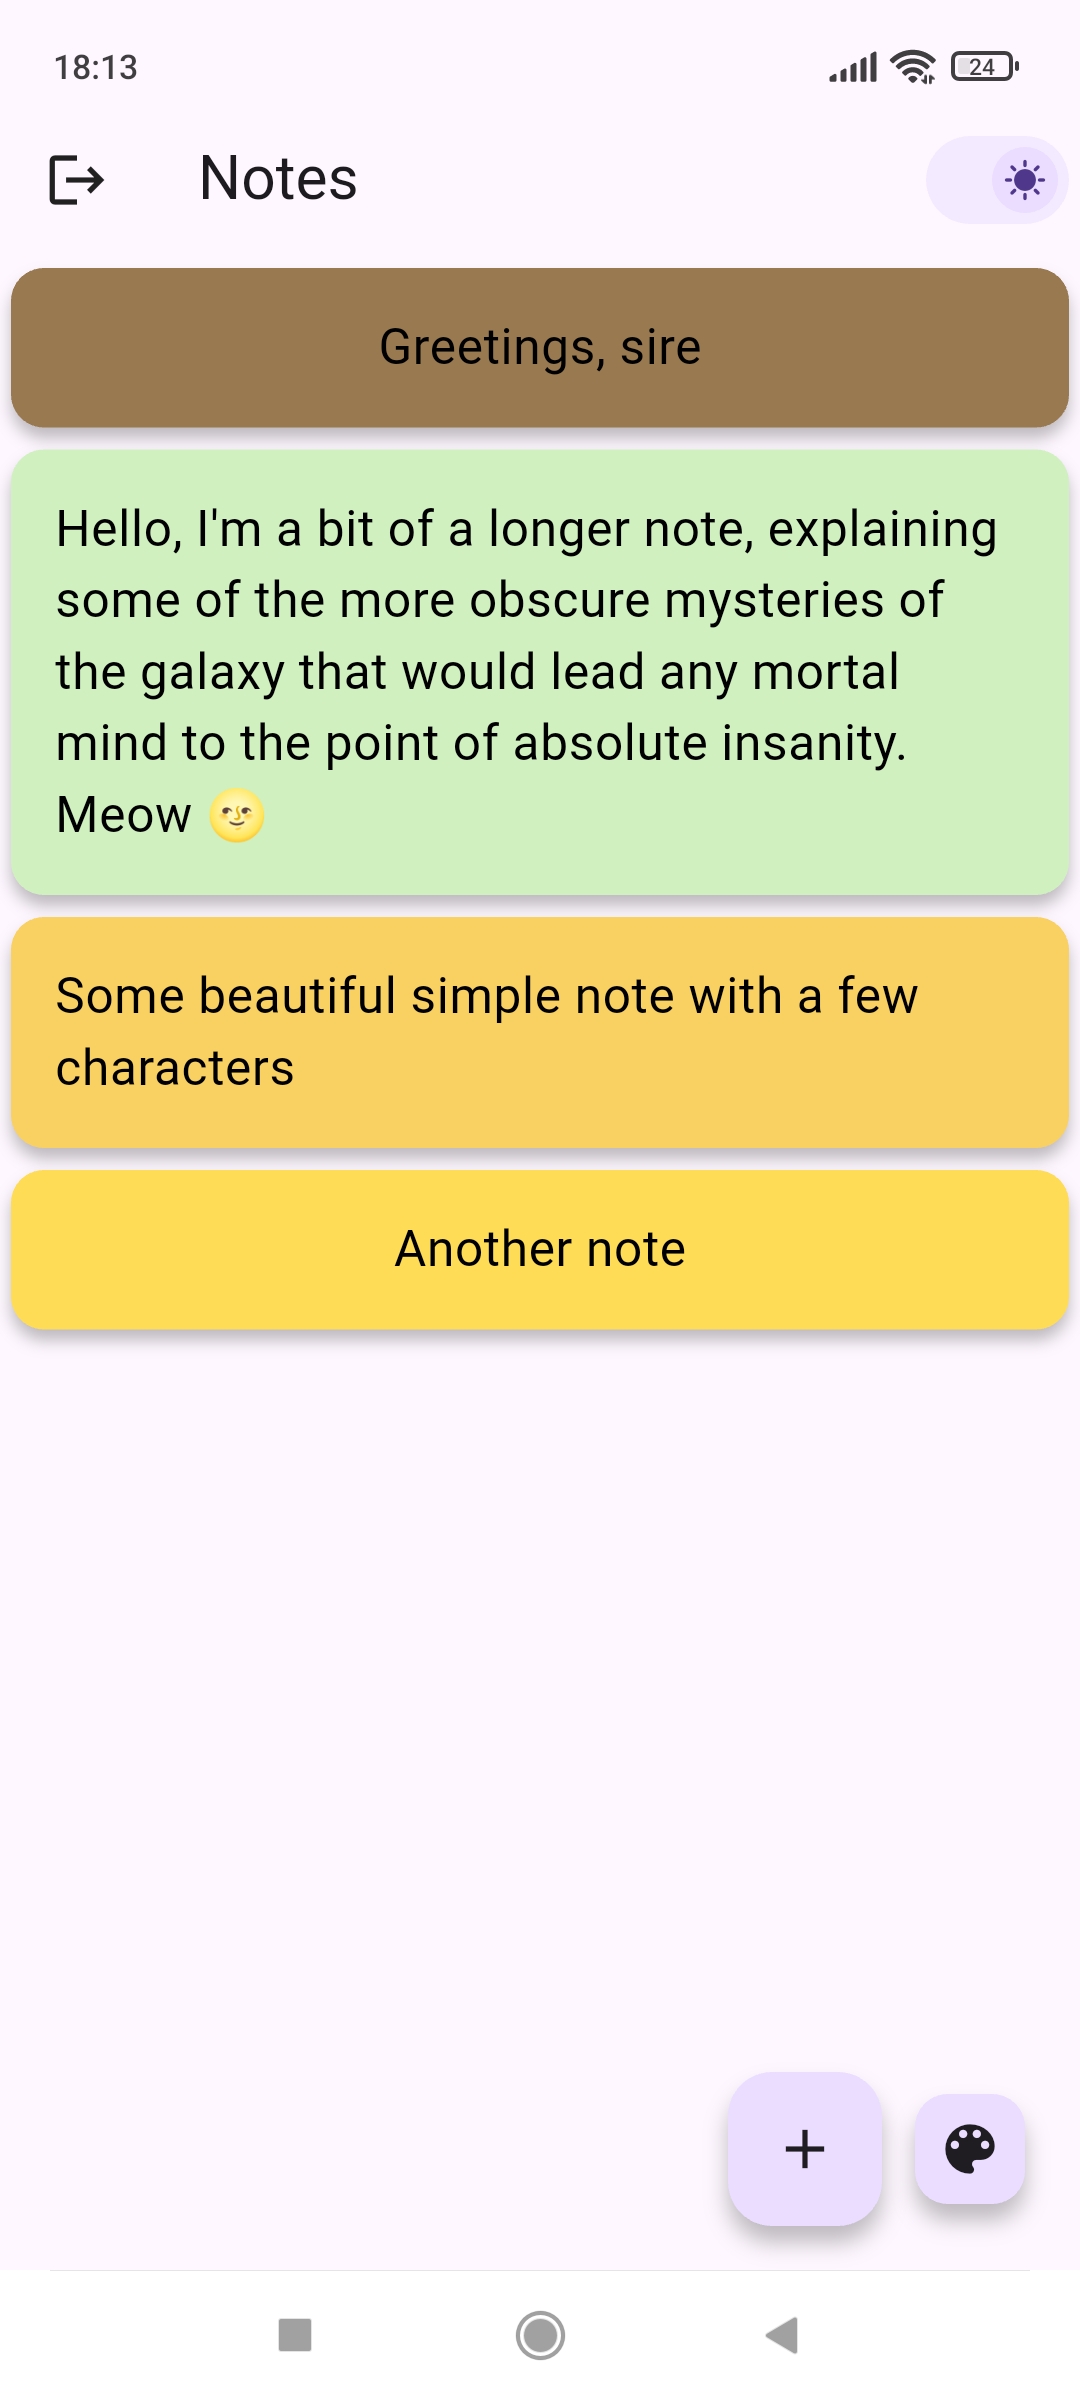 18:13
24
Notes
Greetings, sire
Hello, I'm a bit of a longer note, explaining
some of the more obscure mysteries of
the galaxy that would lead any mortal
mind to the point of absolute insanity.
Meow 🌝
Some beautiful simple note with a few
characters
Another note